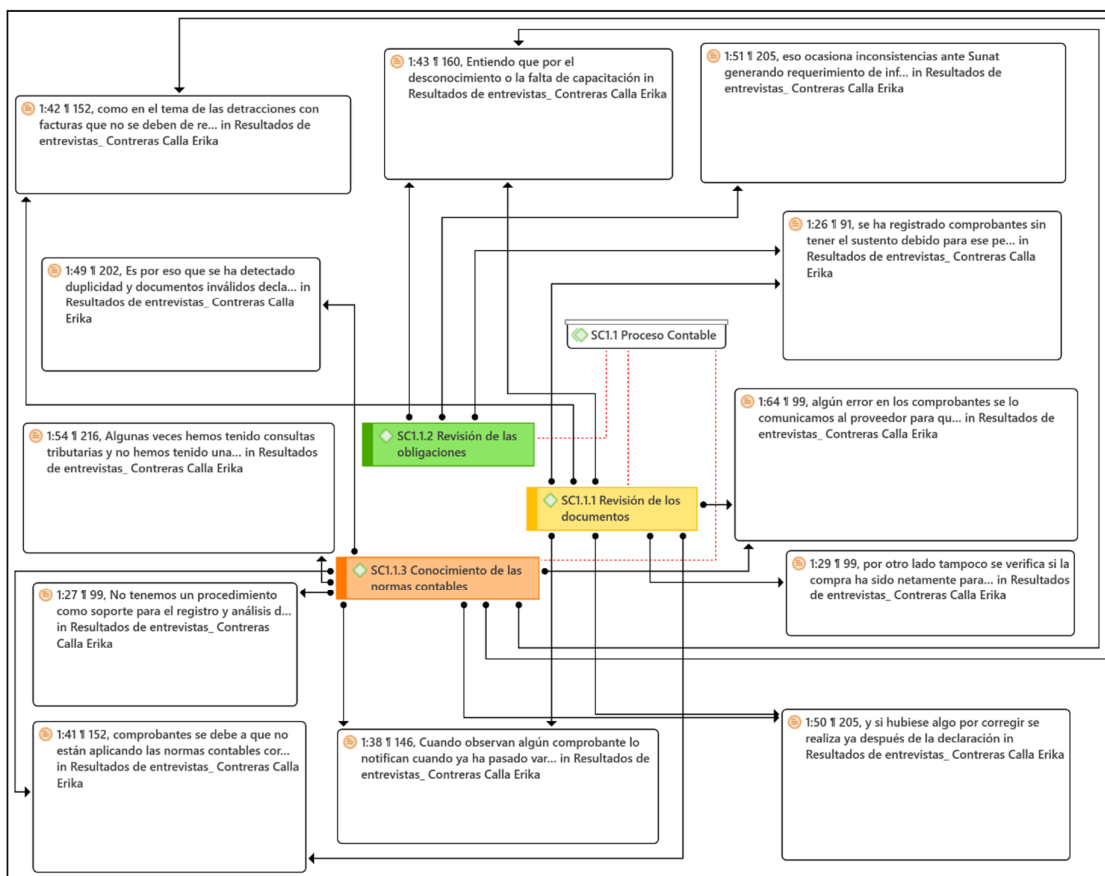 1:43 ¶ 160, Entiendo que por el
desconocimiento o la falta de capacitación in
Resultados de entrevistas_ Contreras Calla Erika
1:51 ¶ 205, eso ocasiona inconsistencias ante Sunat
generando requerimiento de inf... in Resultados de
entrevistas_ Contreras Calla Erika
1:42 ¶ 152, como en el tema de las detracciones con
facturas que no se deben de re... in Resultados de
entrevistas_ Contreras Calla Erika
1:26 ¶ 91, se ha registrado comprobantes sin
tener el sustento debido para ese pe... in
Resultados de entrevistas_ Contreras Calla
Erika
1:49 ¶ 202, Es por eso que se ha detectado
duplicidad y documentos inválidos decla... in
Resultados de entrevistas_ Contreras Calla
Erika
SC1.1 Proceso Contable
1:64 ¶ 99, algún error en los comprobantes se lo
comunicamos al proveedor para qu... in Resultados de
entrevistas_ Contreras Calla Erika
SC1.1.2 Revisión de las
obligaciones
1:54 ¶ 216, Algunas veces hemos tenido consultas
tributarias y no hemos tenido una... in Resultados
de entrevistas_ Contreras Calla Erika
SC1.1.1 Revisión de los
documentos
SC1.1.3 Conocimiento de las
normas contables
1:29 ¶ 99, por otro lado tampoco se verifica si la
compra ha sido netamente para... in Resultados de
entrevistas_ Contreras Calla Erika
1:27 ¶ 99, No tenemos un procedimiento
como soporte para el registro y análisis d...
in Resultados de entrevistas_ Contreras
Calla Erika
1:50 ¶ 205, y si hubiese algo por corregir se
realiza ya después de la declaración in
Resultados de entrevistas_ Contreras Calla Erika
1:41 ¶ 152, comprobantes se debe a que no
están aplicando las normas contables cor...
in Resultados de entrevistas_ Contreras Calla
Erika
1:38 ¶ 146, Cuando observan algún comprobante lo
notifican cuando ya ha pasado var... in Resultados de
entrevistas_ Contreras Calla Erika